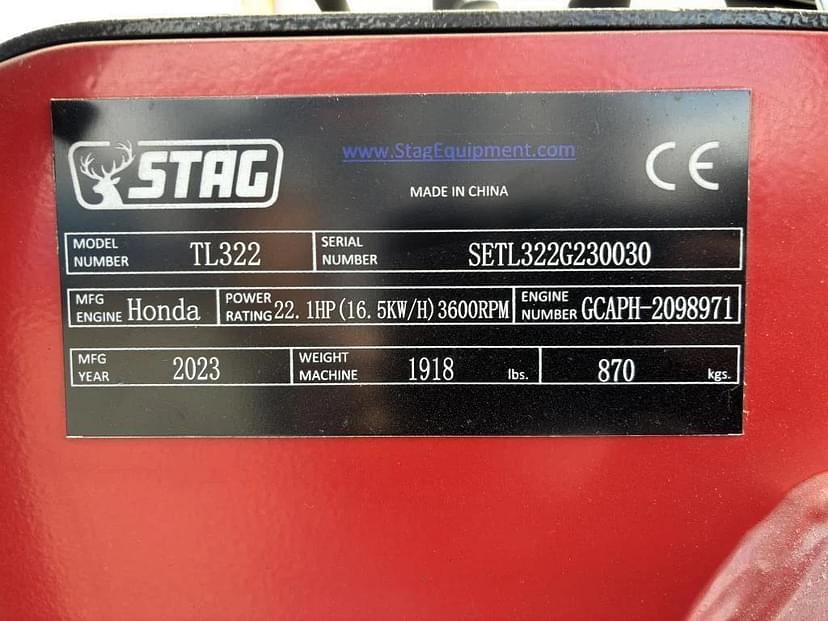 STAG
www.StagEquipment.com
CE
MADE IN CHINA
MODEL NUMBER TL322 SERIAL NUMBER SETL322G230030
MFG ENGINE Honda POWER RATING 22.1HP(16.5KW/H)3600RPM ENGINE NUMBER GCAPH-2098971
MFG YEAR 2023 WEIGHT MACHINE 1918 lbs. 870 kgs.